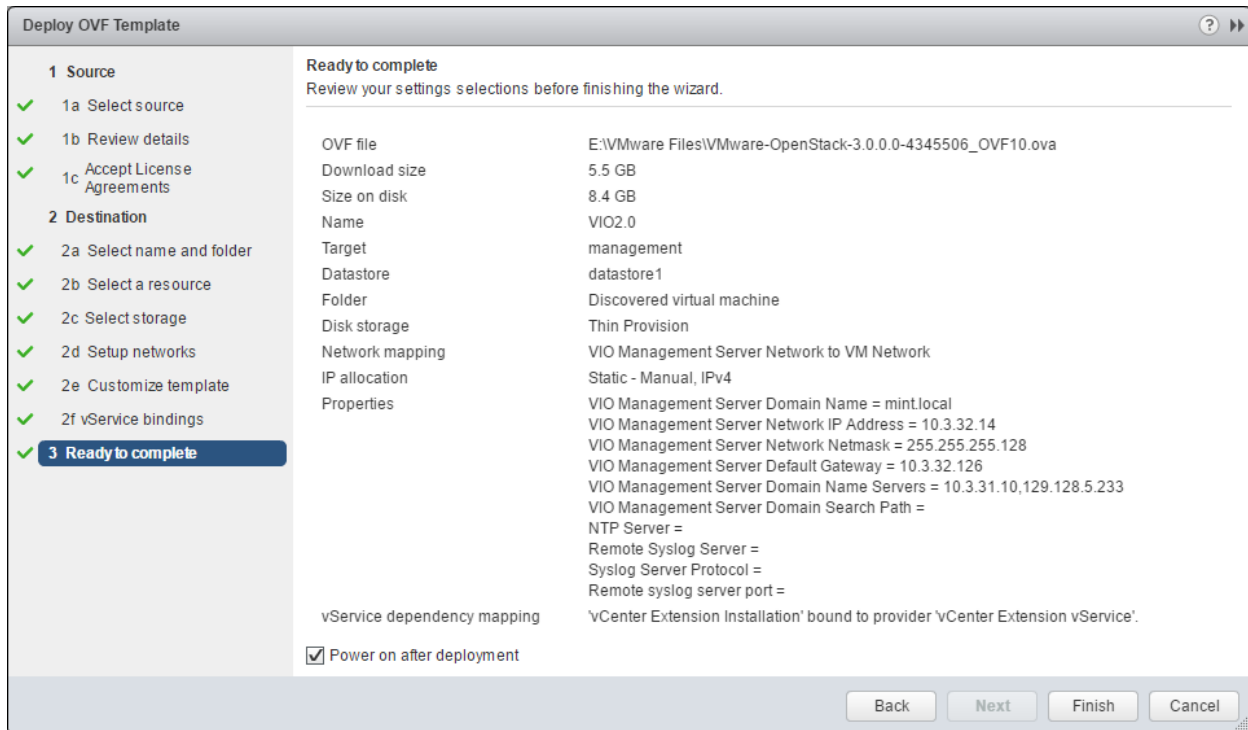 Deploy OVF Template
?
1 Source
1a Select source
1b Review details
1c Accept License
Agreements
2 Destination
2a Select name and folder
2b Select a resource
2c Select storage
2d Setup networks
2e Customize template
2f vService bindings
3 Ready to complete
Ready to complete
Review your settings selections before finishing the wizard.
OVF file E:\VMware Files\VMware-OpenStack-3.0.0.0-4345506_OVF10.ova
Download size 5.5 GB
Size on disk 8.4 GB
Name VIO2.0
Target management
Datastore datastore1
Folder Discovered virtual machine
Disk storage Thin Provision
Network mapping VIO Management Server Network to VM Network
IP allocation Static - Manual, IPv4
Properties VIO Management Server Domain Name = mint.local
VIO Management Server Network IP Address = 10.3.32.14
VIO Management Server Network Netmask = 255.255.255.128
VIO Management Server Default Gateway = 10.3.32.126
VIO Management Server Domain Name Servers = 10.3.31.10,129.128.5.233
VIO Management Server Domain Search Path =
NTP Server =
Remote Syslog Server =
Syslog Server Protocol =
Remote syslog server port =
vService dependency mapping 'vCenter Extension Installation' bound to provider 'vCenter Extension vService'.
Power on after deployment
Back Next Finish Cancel